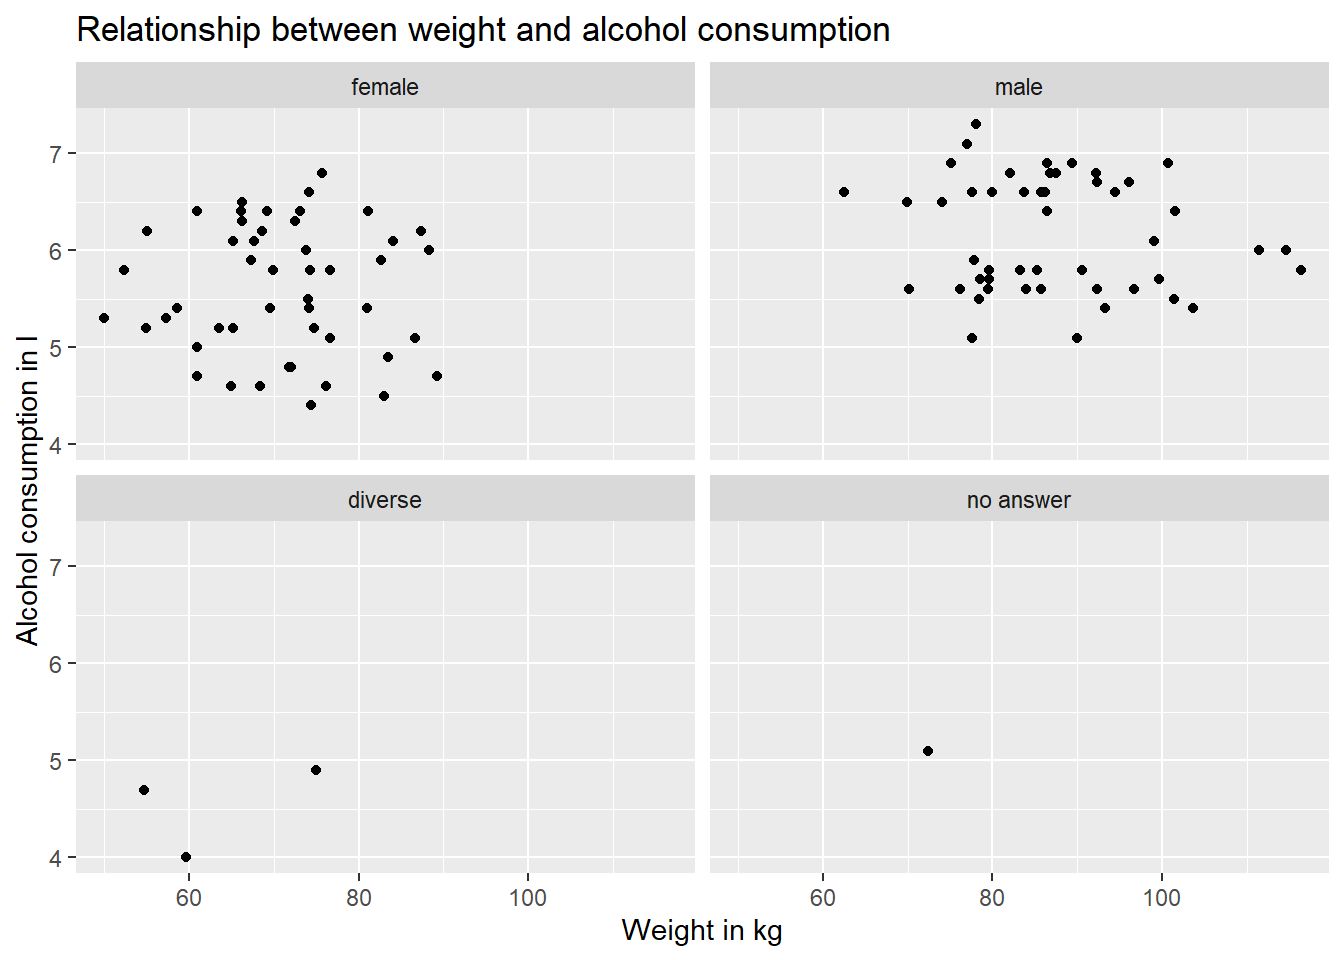 Relationship between weight and alcohol consumption
female
male
7
6
5
4
diverse
no answer
7
6
5
4
60
80
100
60
80
100
Alcohol consumption in l
Weight in kg